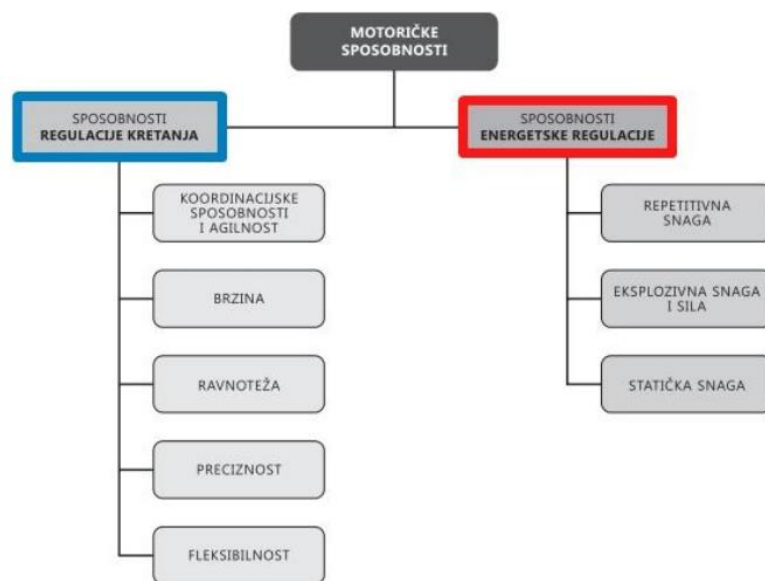 MOTORIČKE
SPOSOBNOSTI
SPOSOBNOSTI
REGULACIJE KRETANJA
SPOSOBNOSTI
ENERGETSKE REGULACIJE
KOORDINACIJSKE
SPOSOBNOSTI
I AGILNOST
BRZINA
RAVNOTEŽA
PRECIZNOST
FLEKSIBILNOST
REPETITIVNA
SNAGA
EKSPLOZIVNA SNAGA
I SILA
STATIČKA SNAGA